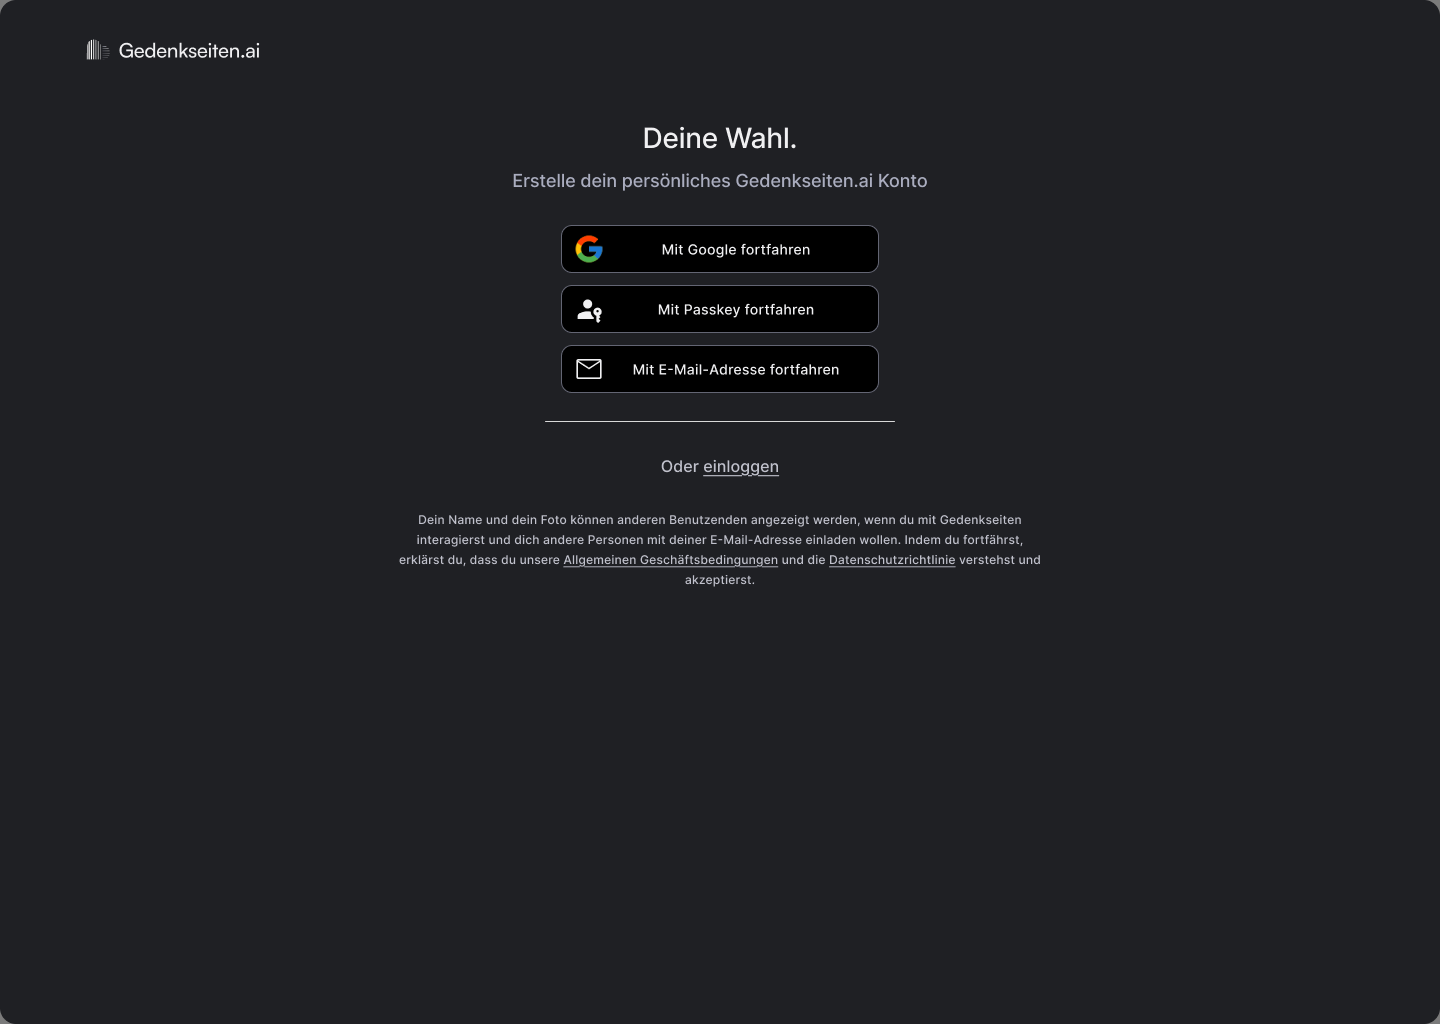 Gedenkseiten.ai
Deine Wahl.
Erstelle dein persönliches Gedenkseiten.ai Konto
Mit Google fortfahren
Mit Passkey fortfahren
Mit E-Mail-Adresse fortfahren
Oder einloggen
Dein Name und dein Foto können anderen Benutzenden angezeigt werden, wenn du mit Gedenkseiten
interagierst und dich andere Personen mit deiner E-Mail-Adresse einladen wollen. Indem du fortfährst,
erklärst du, dass du unsere Allgemeinen Geschäftsbedingungen und die Datenschutzrichtlinie verstehst und
akzeptierst.